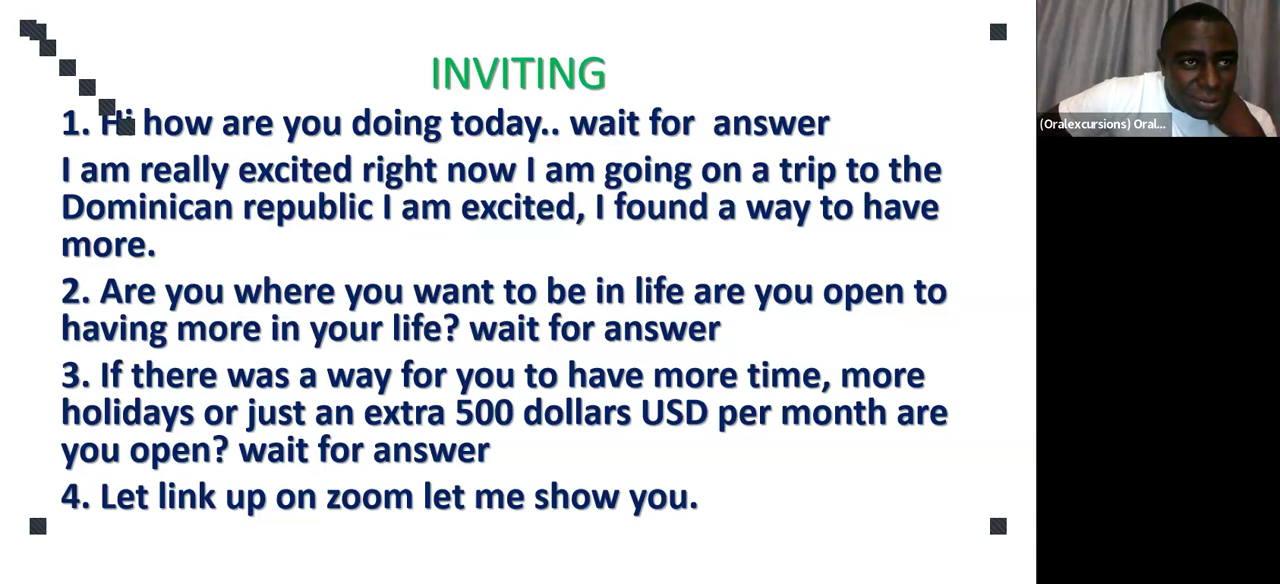 INVITING
1. Hi how are you doing today.. wait for answer
I am really excited right now I am going on a trip to the
Dominican republic I am excited, I found a way to have
more.
2. Are you where you want to be in life are you open to
having more in your life? wait for answer
3. If there was a way for you to have more time, more
holidays or just an extra 500 dollars USD per month are
you open? wait for answer
4. Let link up on zoom let me show you.
(Oralexcursions) Oral...